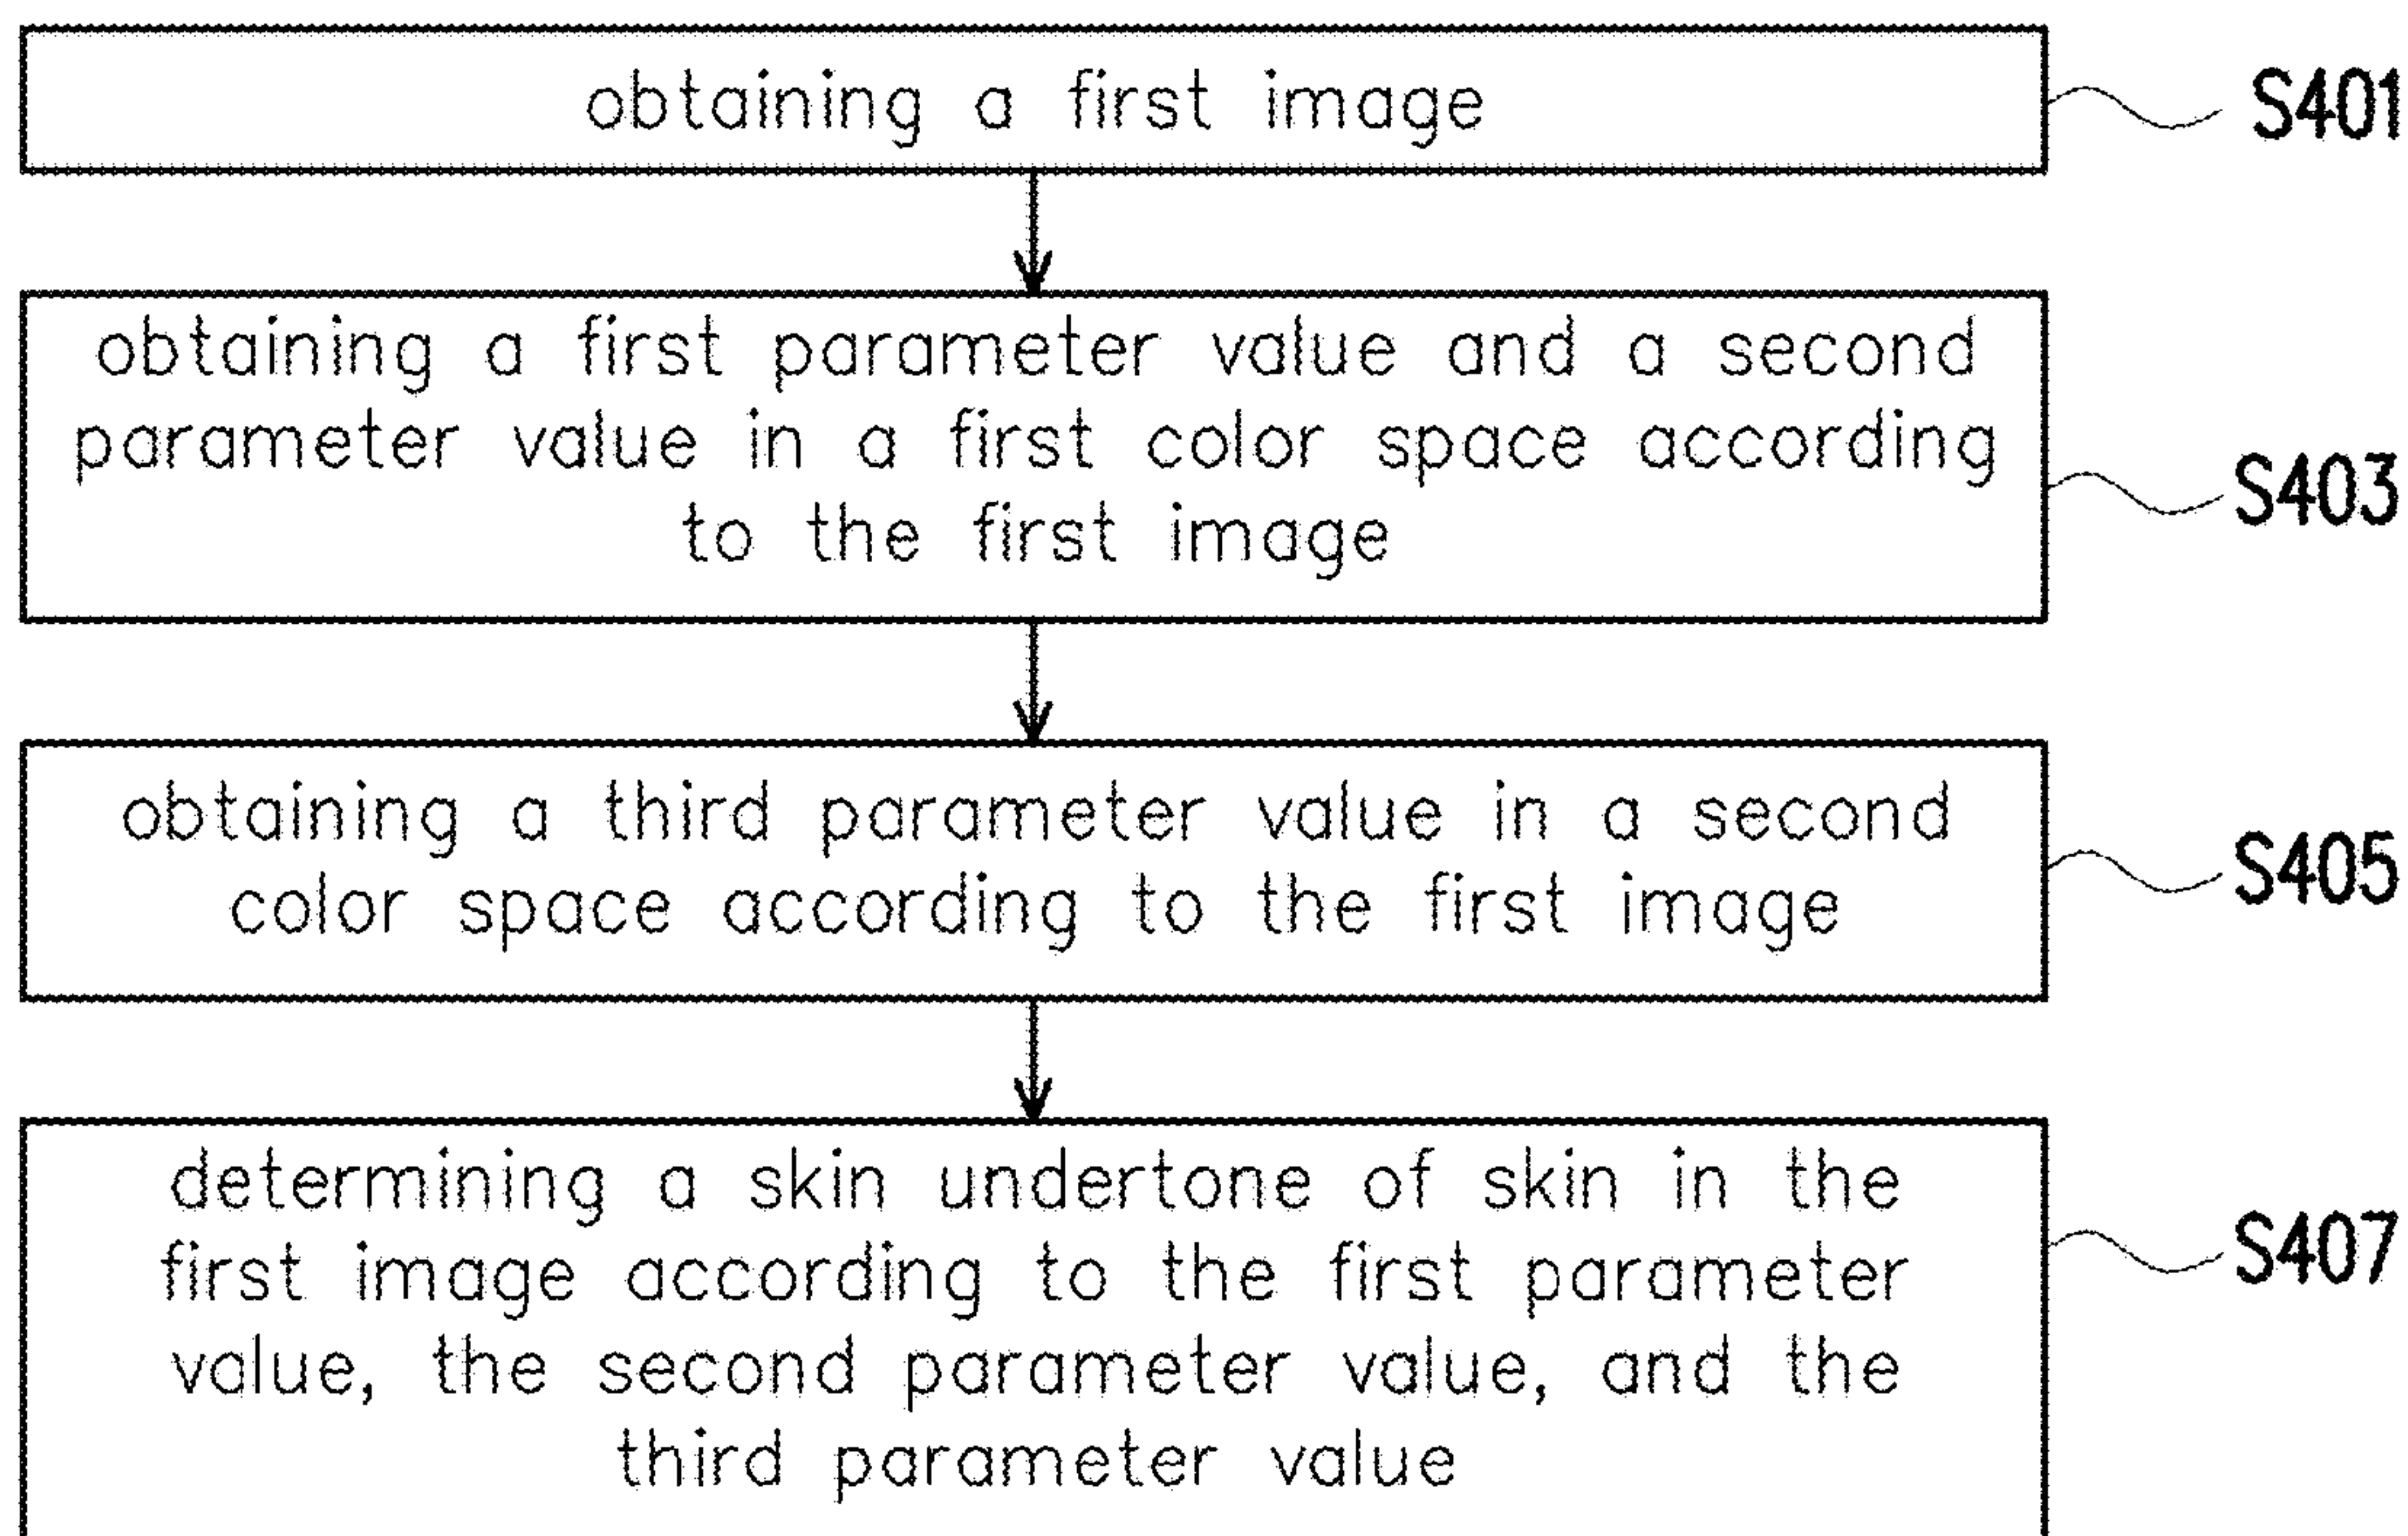 obtaining a first image
S401
obtaining a first parameter value and a second
parameter value in a first color space according
to the first image
S403
obtaining a third parameter value in a second
color space according to the first image
S405
determining a skin undertone of skin in the
first image according to the first parameter
value, the second parameter value, and the
third parameter value
S407